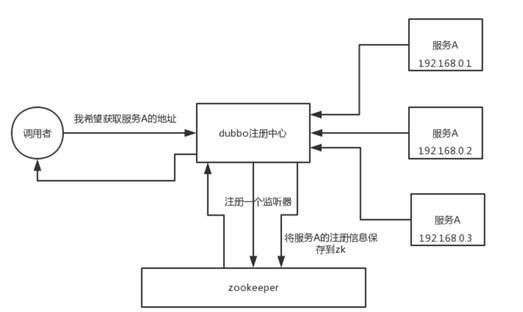 服务A
192.168.0.1
我希望获取服务A的地址
调用者
dubbo注册中心
服务A
192.168.0.2
注册一个监听器
服务A
192.168.0.3
将服务A的注册信息保
存到zk
zookeeper